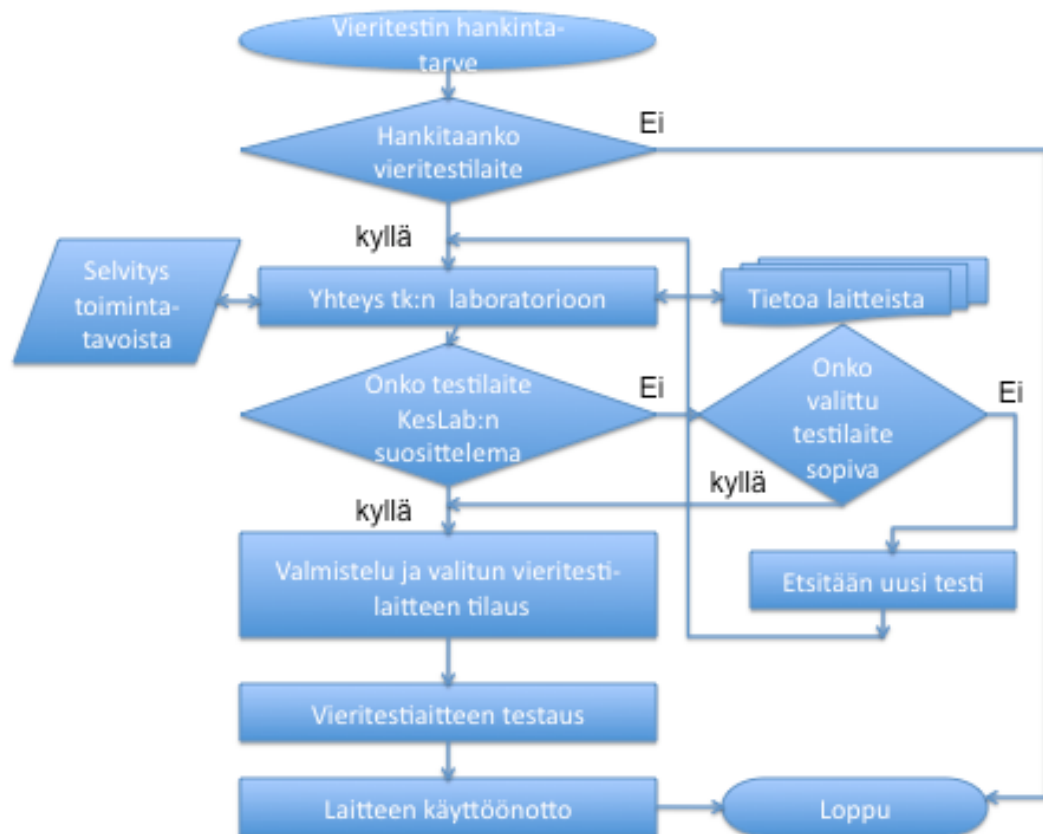 Vieritestin hankinta-
tarve
Ei
Hankitaanko
vieritestilaite
kyllä
Selvitys
toiminta-
tavoista
Yhteys tk:n laboratorioon
Tietoa laitteista
Onko testilaite
KesLab:n
suosittelema
Ei
Onko
valittu
testilaite
sopiva
Ei
kyllä
kyllä
Valmistelu ja valitun vieritesti-
laitteen tilaus
Etsitään uusi testi
Vieritestiaitteen testaus
Laitteen käyttöönotto
Loppu